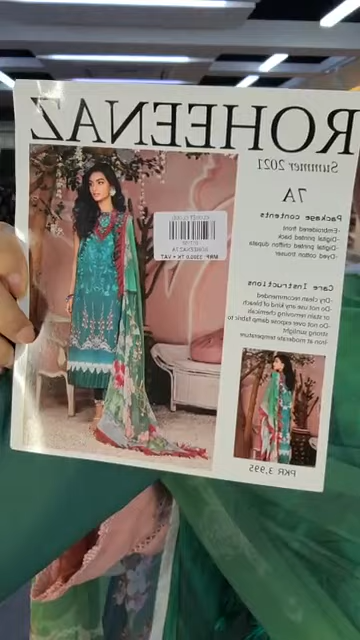 ROHEENAZ
Summer 2021
7A
Package contents
-Embroidered front
-Digital printed back
-Digital printed chiffon dupatta
-Dyed cotton trouser
Care Instructions
Dry clean recommended
-Do not use any kind of bleach
or stain removing chemicals
-Do not over expose damp fabric to
strong sunlight
-Iron at moderate temperature
PKR 3,995